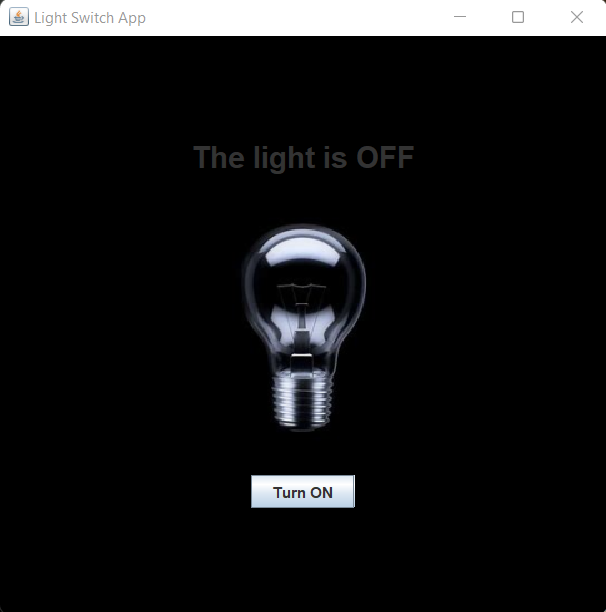 Light Switch App
The light is OFF
Turn ON